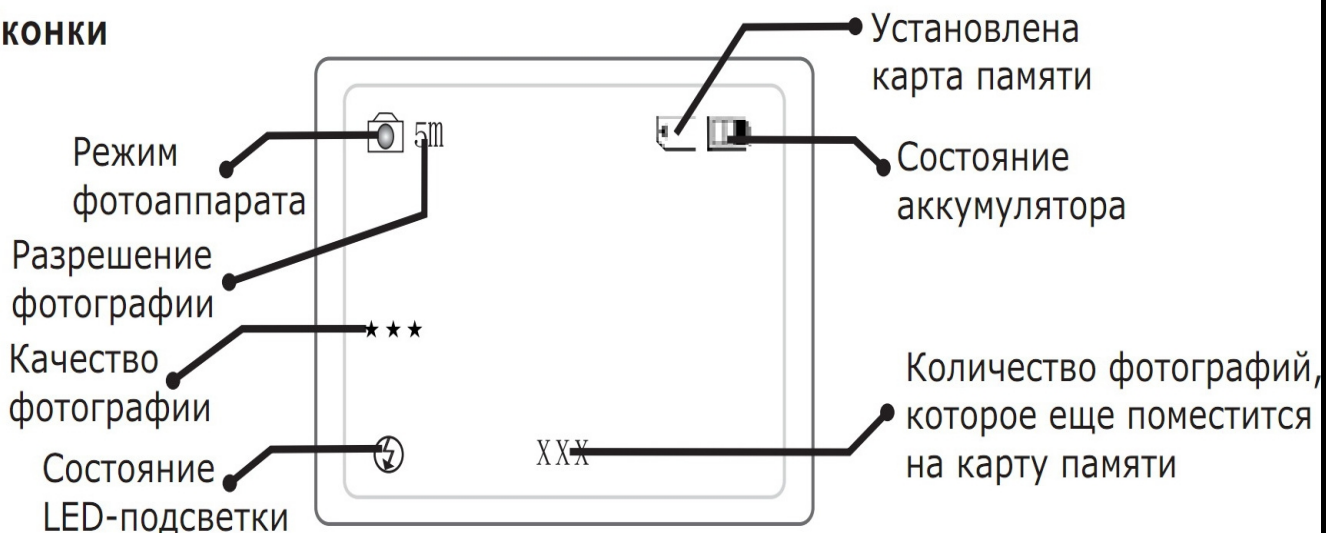 конки
Установлена
карта памяти
5m
Режим
фотоаппарата
Состояние
аккумулятора
Разрешение
фотографии
★★★
Качество
фотографии
Количество фотографий,
которое еще поместится
на карту памяти
XXX
Состояние
LED-подсветки